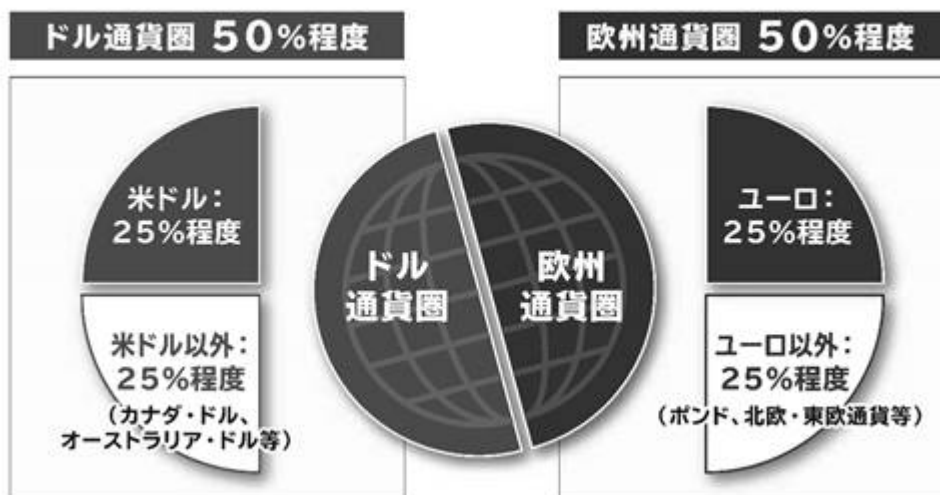 ドル通貨圏 50%程度
欧州通貨圏 50%程度
米ドル:
25%程度
米ドル以外:
25%程度
(カナダ・ドル、
オーストラリア・ドル等)
ドル
通貨圏
欧州
通貨圏
ユーロ:
25%程度
ユーロ以外:
25%程度
(ポンド、北欧・東欧通貨等)